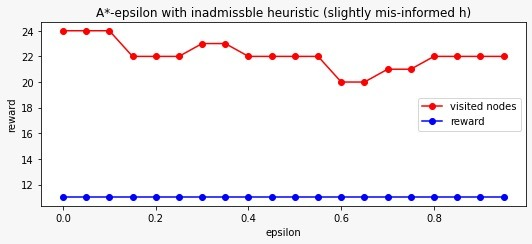 A*-epsilon with inadmissble heuristic (slightly mis-informed h)
24
22
20
18
16
14
12
reward
visited nodes
reward
0.0 0.2 0.4 0.6 0.8
epsilon